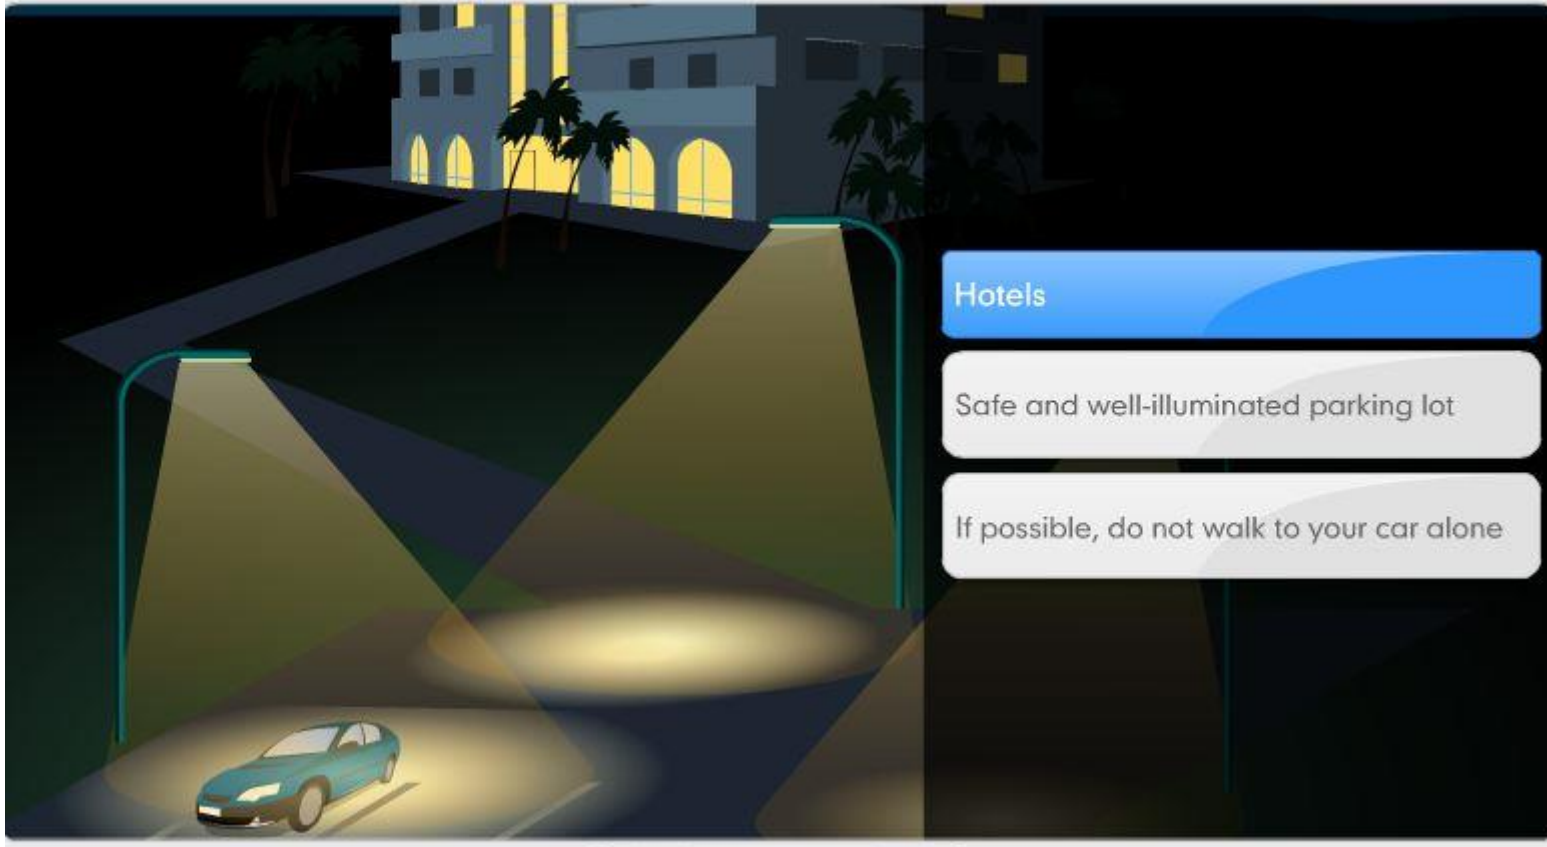 Hotels
Safe and well-illuminated parking lot
If possible, do not walk to your car alone